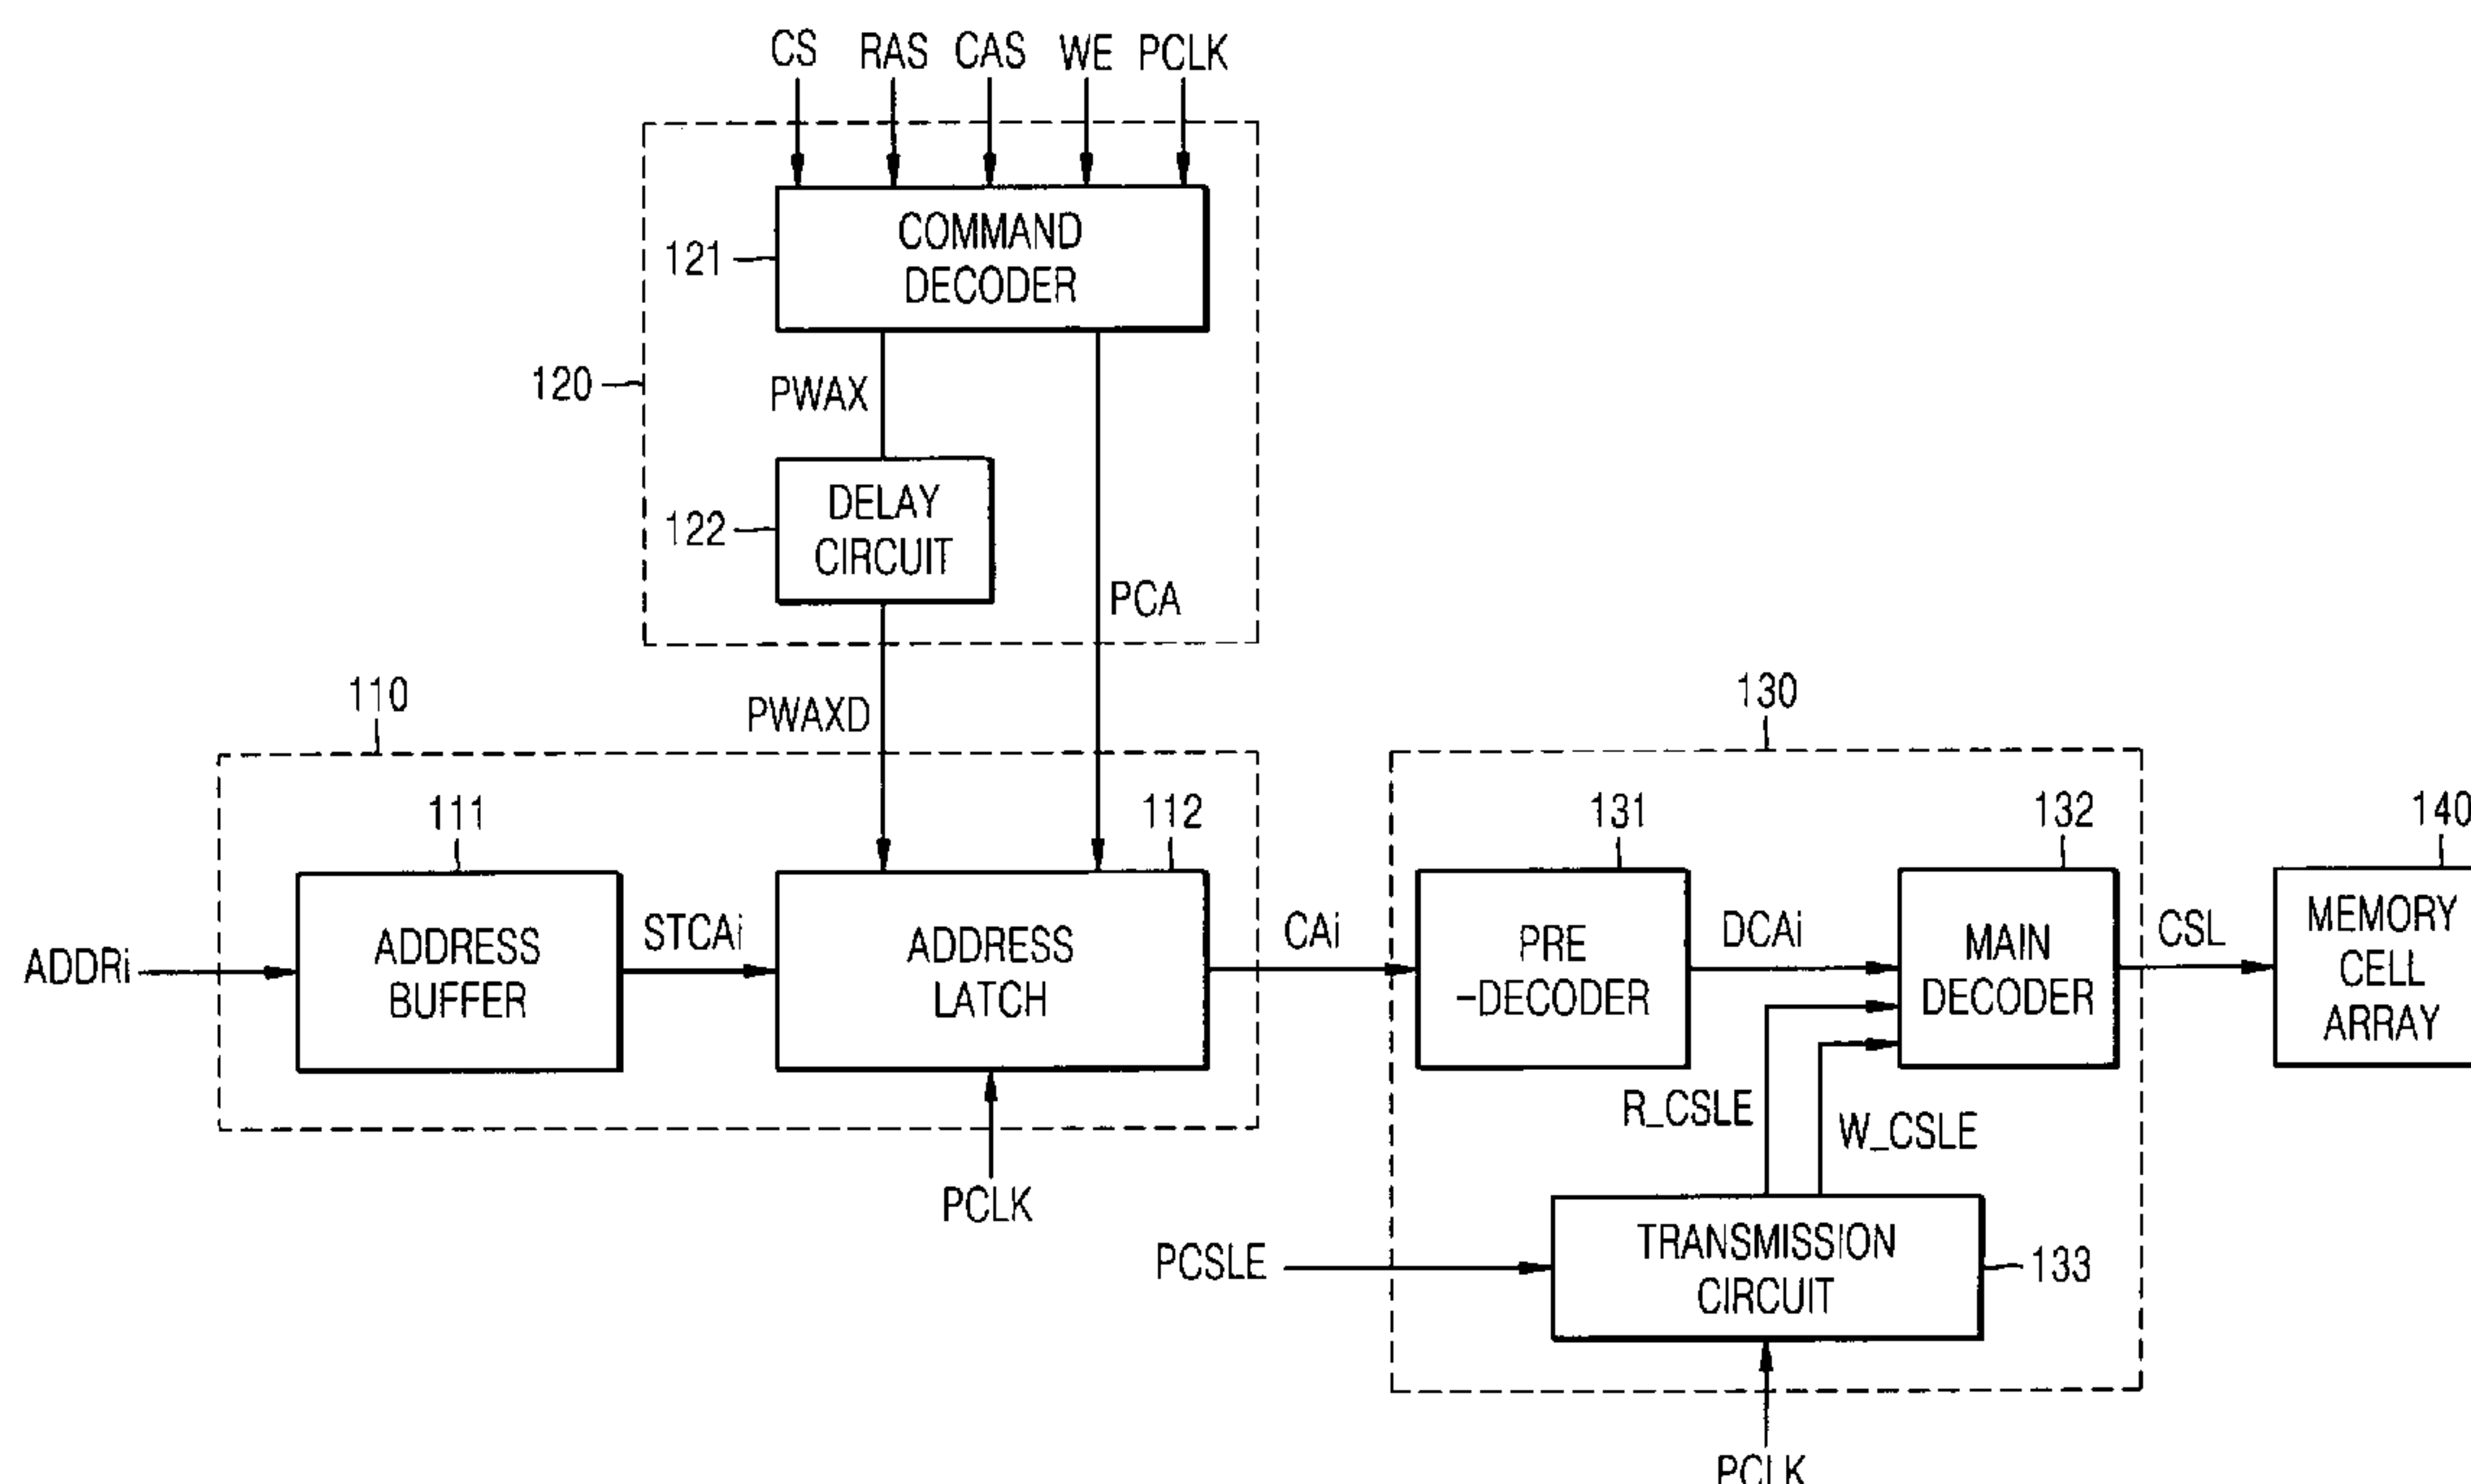 CS RAS CAS WE PCLK
COMMAND
DECODER
121
120
PWAX
DELAY
CIRCUIT
122
PCA
PWAXD
110
130
111
112
131
132
140
ADDRi
ADDRESS
BUFFER
STCAi
ADDRESS
LATCH
CAi
PRE
-DECODER
DCAi
MAIN
DECODER
CSL
MEMORY
CELL
ARRAY
R_CSLE
W_CSLE
PCLK
PCSLE
TRANSMISSION
CIRCUIT
133
PCLK